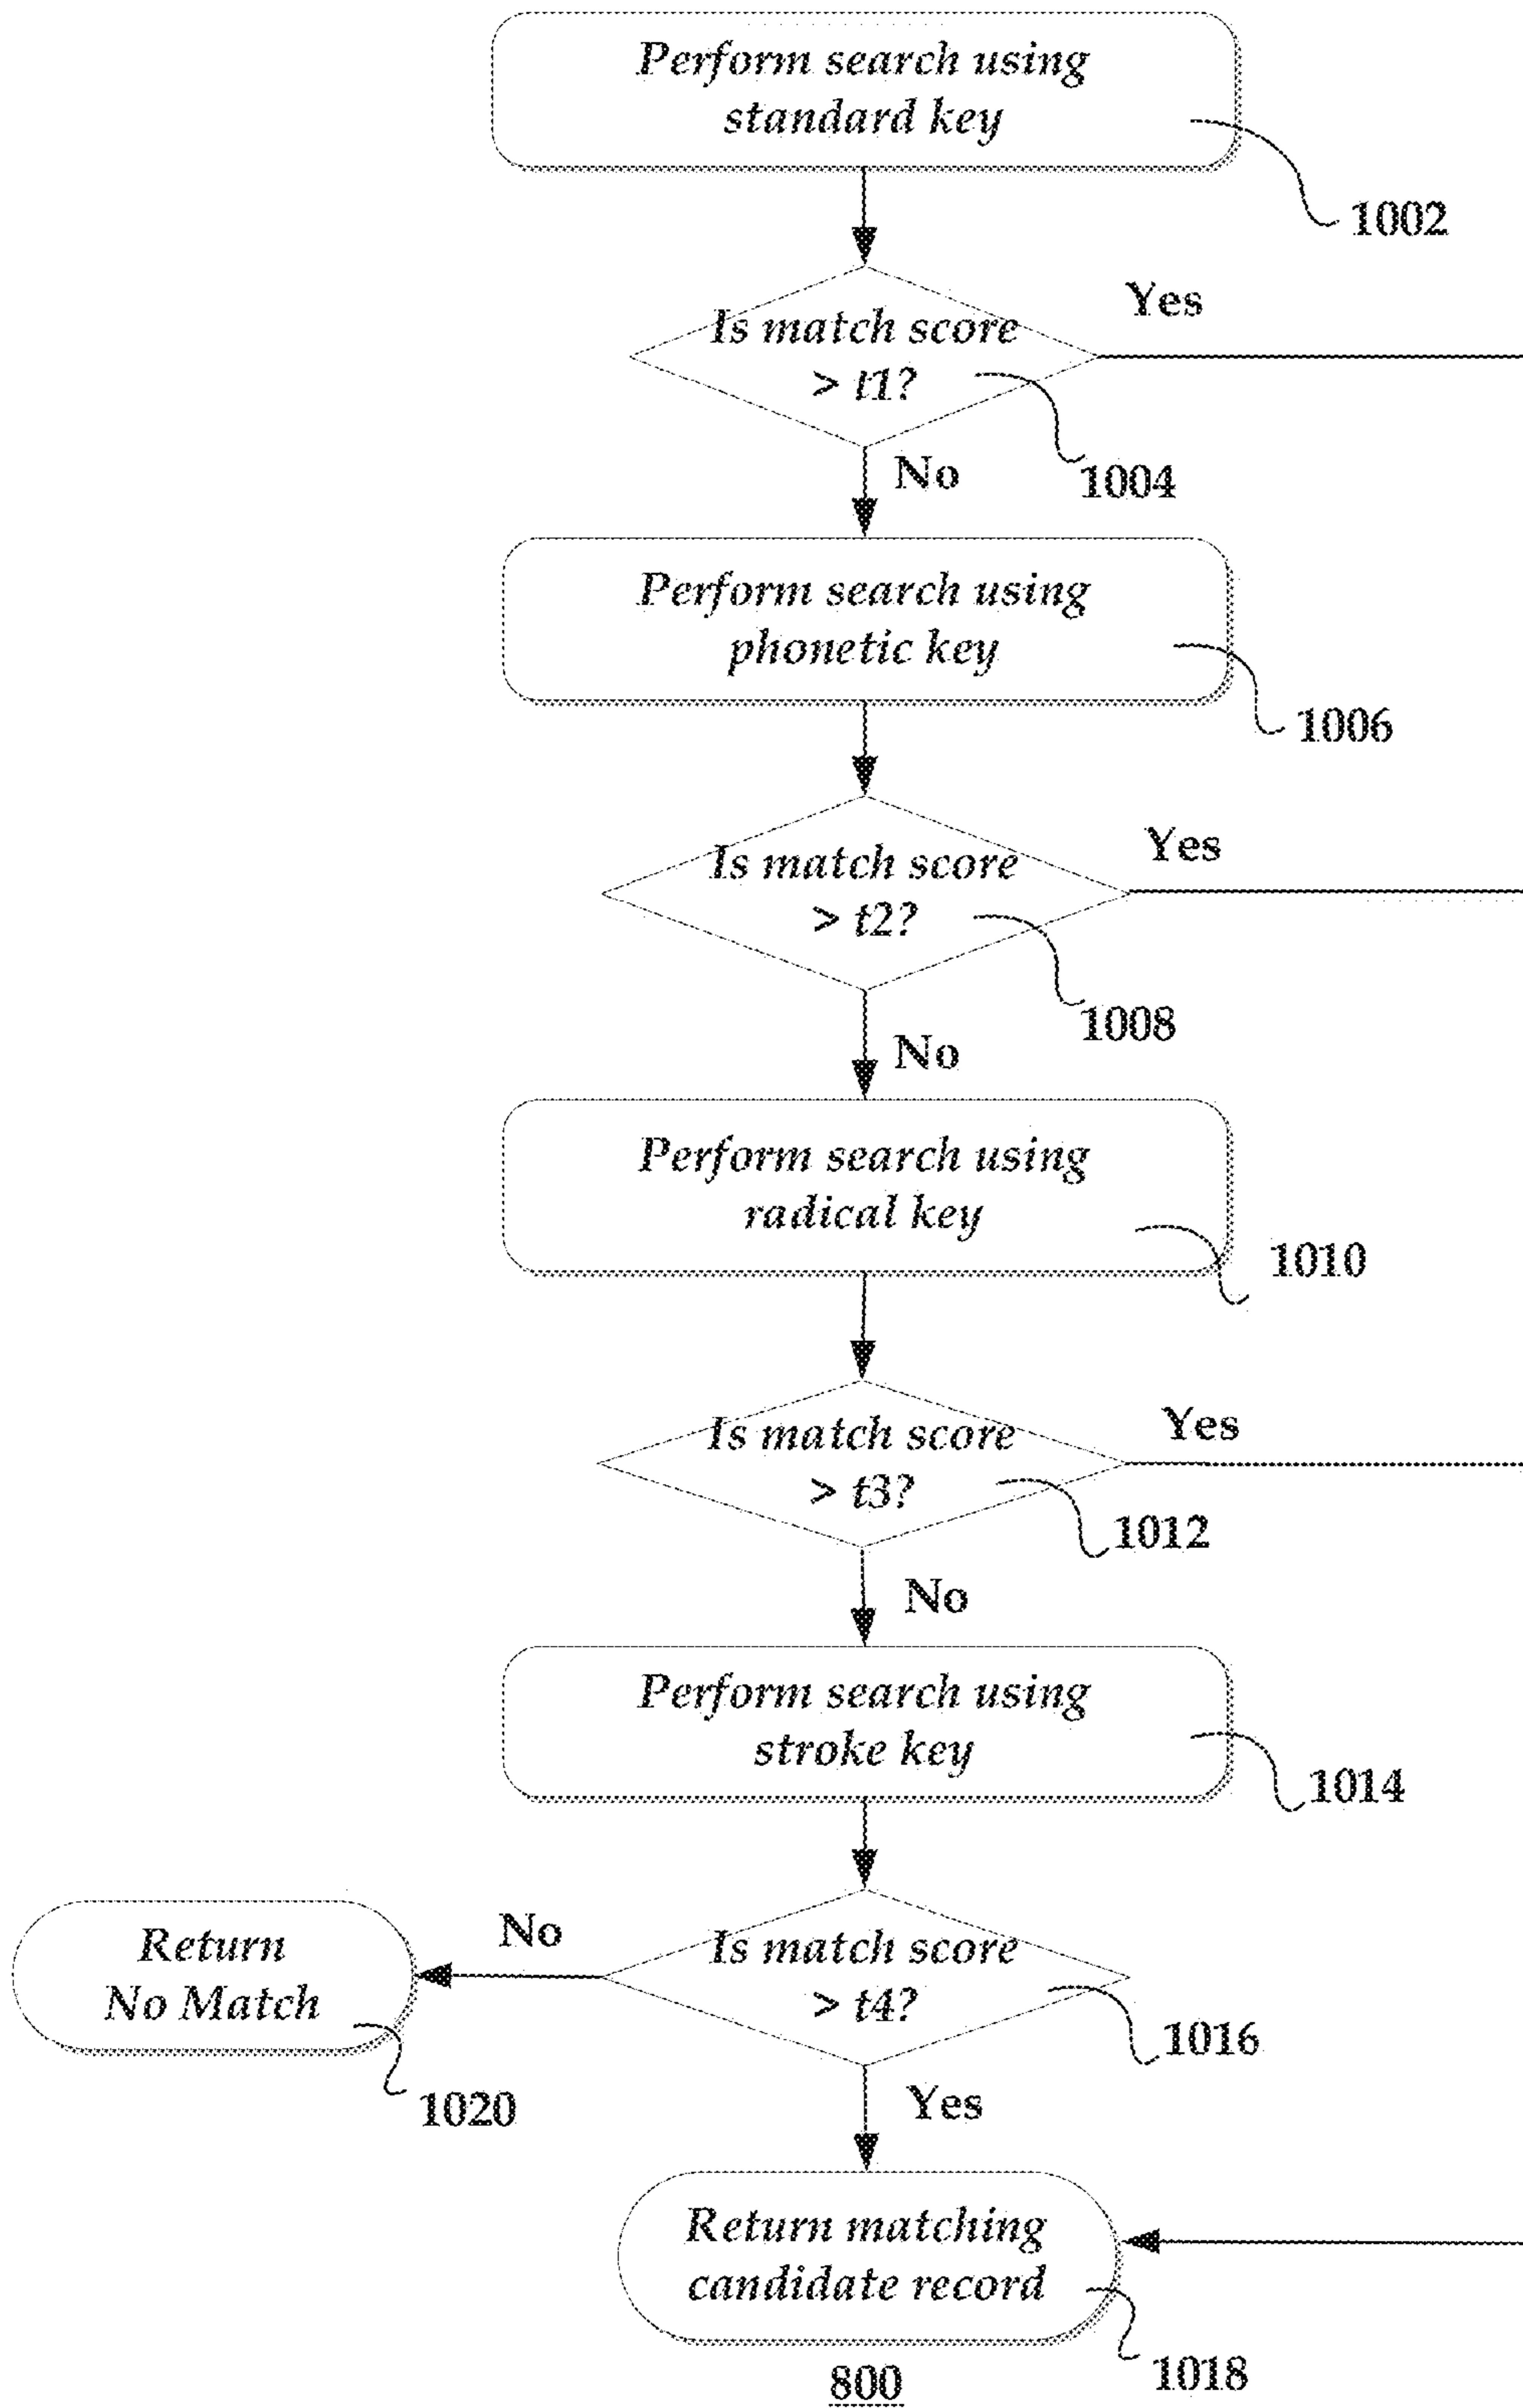 Perform search using
standard key
1002
Yes
Is match score
> t1?
1004
No
Perform search using
phonetic key
1006
Yes
Is match score
> t2?
1008
No
Perform search using
radical key
1010
Yes
Is match score
> t3?
1012
No
Perform search using
stroke key
1014
Return
No Match
1020
No
Is match score
> t4?
1016
Yes
Return matching
candidate record
1018
800